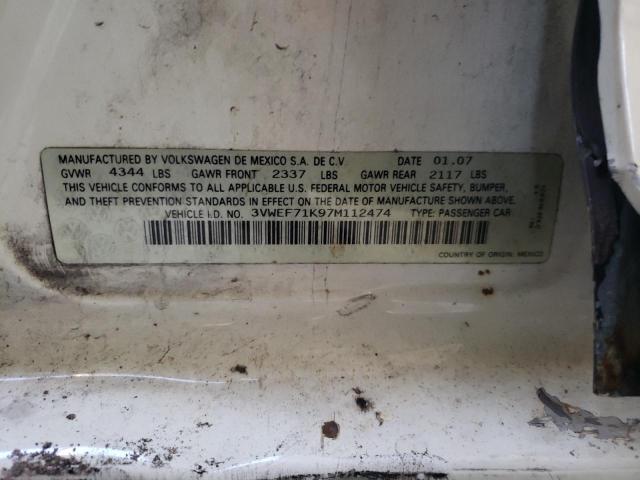 MANUFACTURED BY VOLKSWAGEN DE MEXICO S.A. DE C.V. DATE 01.07
GVWR 4344 LBS GAWR FRONT 2337 LBS GAWR REAR 2117 LBS
THIS VEHICLE CONFORMS TO ALL APPLICABLE U.S. FEDERAL MOTOR VEHICLE SAFETY, BUMPER,
AND THEFT PREVENTION STANDARDS IN EFFECT ON THE DATE OF MANUFACTURE SHOWN ABOVE.
VEHICLE I.D. NO. 3VWEF71K97M112474 TYPE: PASSENGER CAR
COUNTRY OF ORIGIN: MEXICO